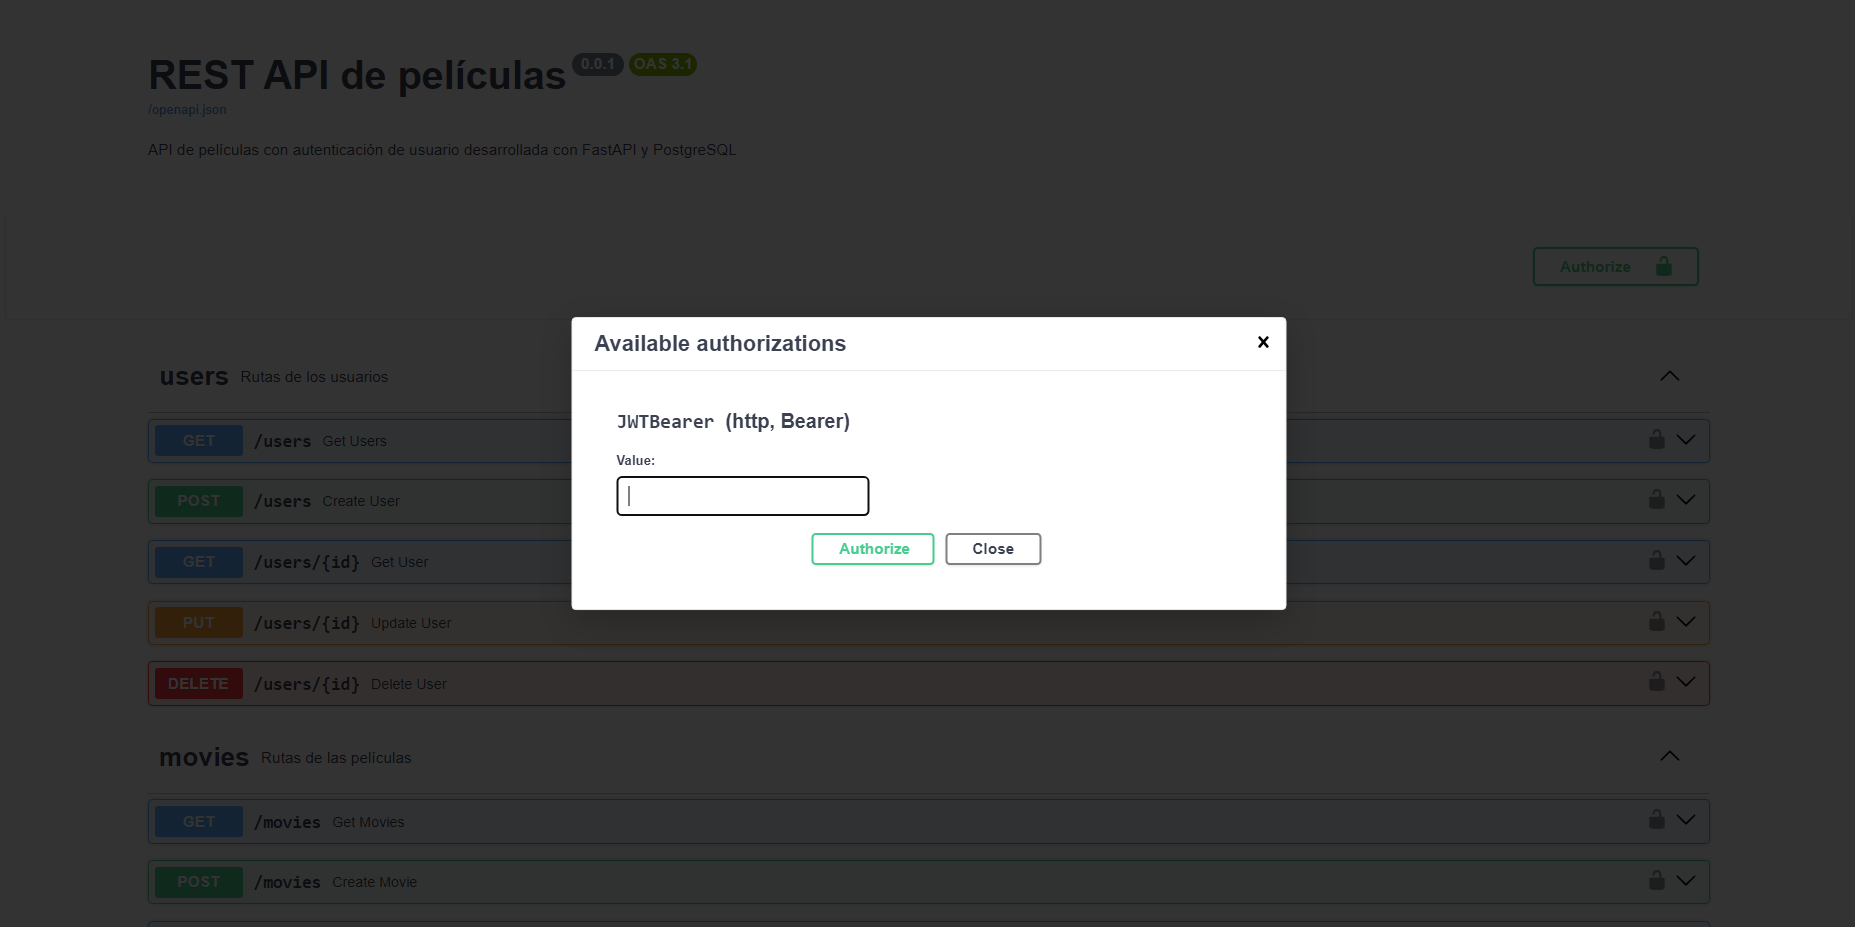 REST API de películas 0.0.1 OAS 3.1
/openapi.json
API de películas con autenticación de usuario desarrollada con FastAPI y PostgreSQL
Authorize
Available authorizations
JWTBearer (http, Bearer)
Value:
Authorize Close
users Rutas de los usuarios
GET /users Get Users
POST /users Create User
GET /users/{id} Get User
PUT /users/{id} Update User
DELETE /users/{id} Delete User
movies Rutas de las películas
GET /movies Get Movies
POST /movies Create Movie